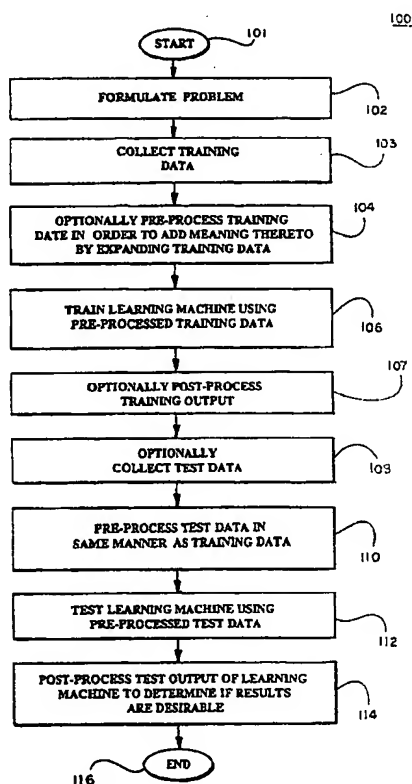 100
START
101
FORMULATE PROBLEM
102
COLLECT TRAINING
DATA
103
OPTIONALLY PRE-PROCESS TRAINING
DATE IN ORDER TO ADD MEANING THERETO
BY EXPANDING TRAINING DATA
104
TRAIN LEARNING MACHINE USING
PRE-PROCESSED TRAINING DATA
106
OPTIONALLY POST-PROCESS
TRAINING OUTPUT
107
OPTIONALLY
COLLECT TEST DATA
109
PRE-PROCESS TEST DATA IN
SAME MANNER AS TRAINING DATA
110
TEST LEARNING MACHINE USING
PRE-PROCESSED TEST DATA
112
POST-PROCESS TEST OUTPUT OF LEARNING
MACHINE TO DETERMINE IF RESULTS
ARE DESIRABLE
114
END
116